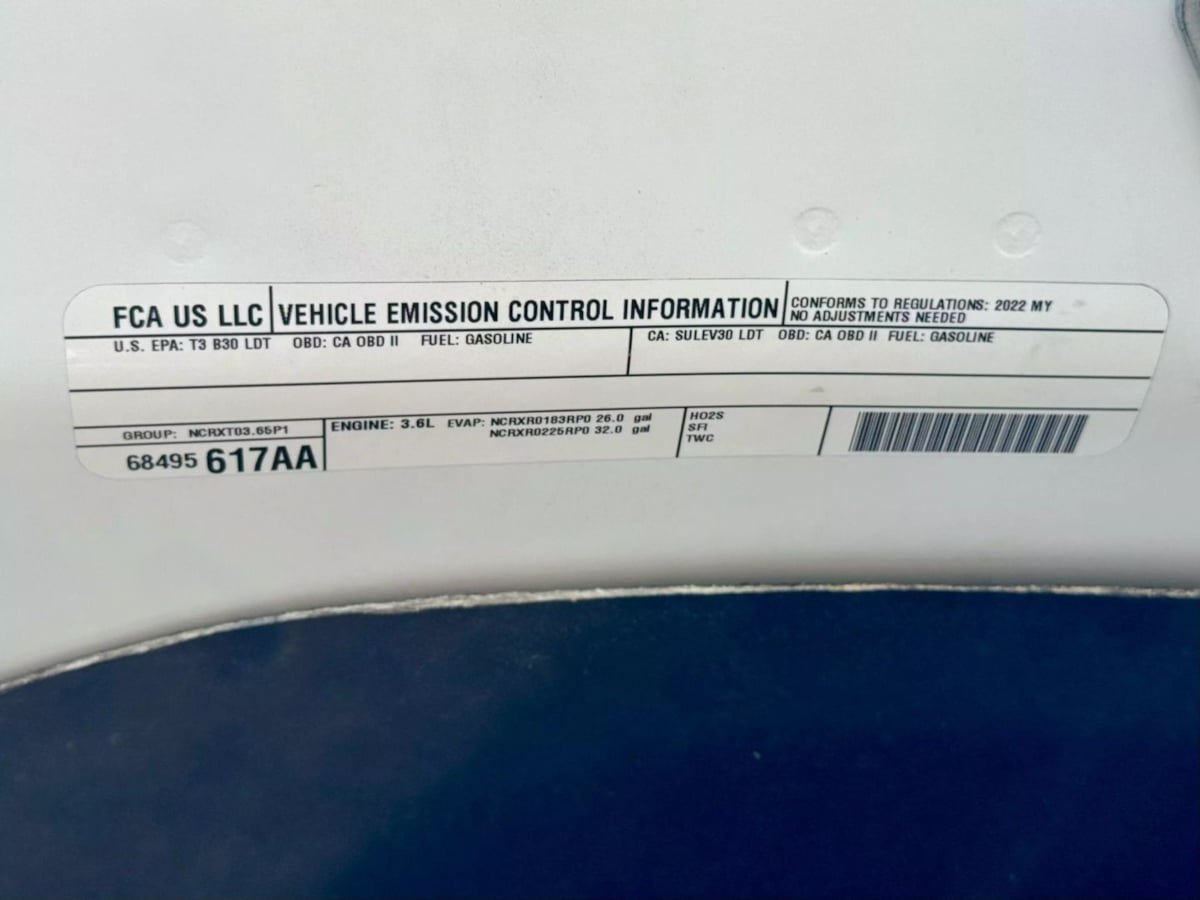 FCA US LLC VEHICLE EMISSION CONTROL INFORMATION CONFORMS TO REGULATIONS: 2022 MY
NO ADJUSTMENTS NEEDED
U.S. EPA: T3 B30 LDT OBD: CA OBD II FUEL: GASOLINE CA: SULEV30 LDT OBD: CA OBD II FUEL: GASOLINE
GROUP: NCRXT03.65P1
68495 617AA
ENGINE: 3.6L EVAP: NCRXR0183RP0 26.0 gal
NCRXR0225RP0 32.0 gal
HO2S
SFI
TWC